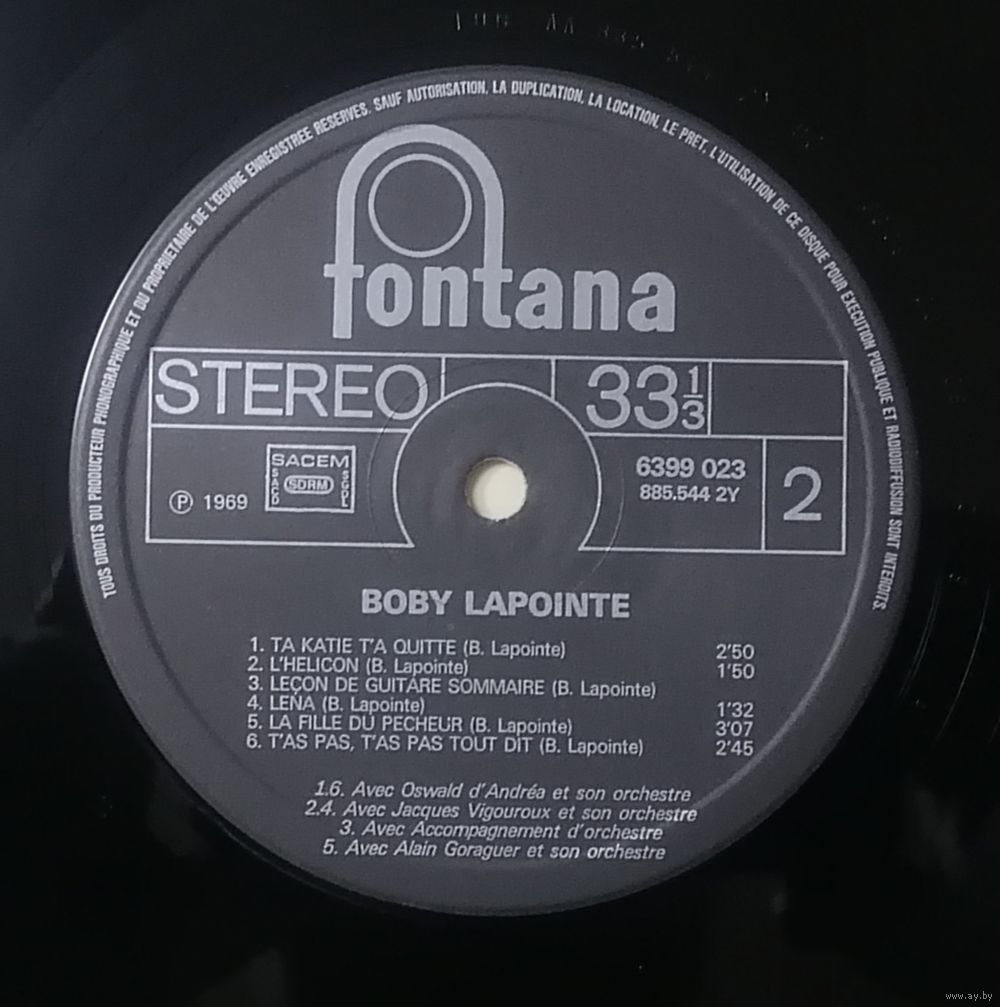 TOUS DROITS DU PRODUCTEUR PHONOGRAPHIQUE ET DU PROPRIETAIRE DE L'ŒUVRE ENREGISTREE RESERVES. SAUF AUTORISATION, LA DUPLICATION, LA LOCATION, LE PRET, L'UTILISATION DE CE DISQUE POUR EXECUTION PUBLIQUE ET RADIODIFFUSION SONT INTERDITS.
fontana
STEREO
33 1/3
SACEM
SACD
SDRM
SGDL
Ⓟ 1969
6399 023
885.544 2Y
2
BOBY LAPOINTE
1. TA KATIE T'A QUITTE (B. Lapointe) 2'50
2. L'HELICON (B. Lapointe) 1'50
3. LEÇON DE GUITARE SOMMAIRE (B. Lapointe)
4. LEÑA (B. Lapointe) 1'32
5. LA FILLE DU PECHEUR (B. Lapointe) 3'07
6. T'AS PAS, T'AS PAS TOUT DIT (B. Lapointe) 2'45
1.6. Avec Oswald d'Andréa et son orchestre
2.4. Avec Jacques Vigouroux et son orchestre
3. Avec Accompagnement d'orchestre
5. Avec Alain Goraguer et son orchestre
www.ay.by